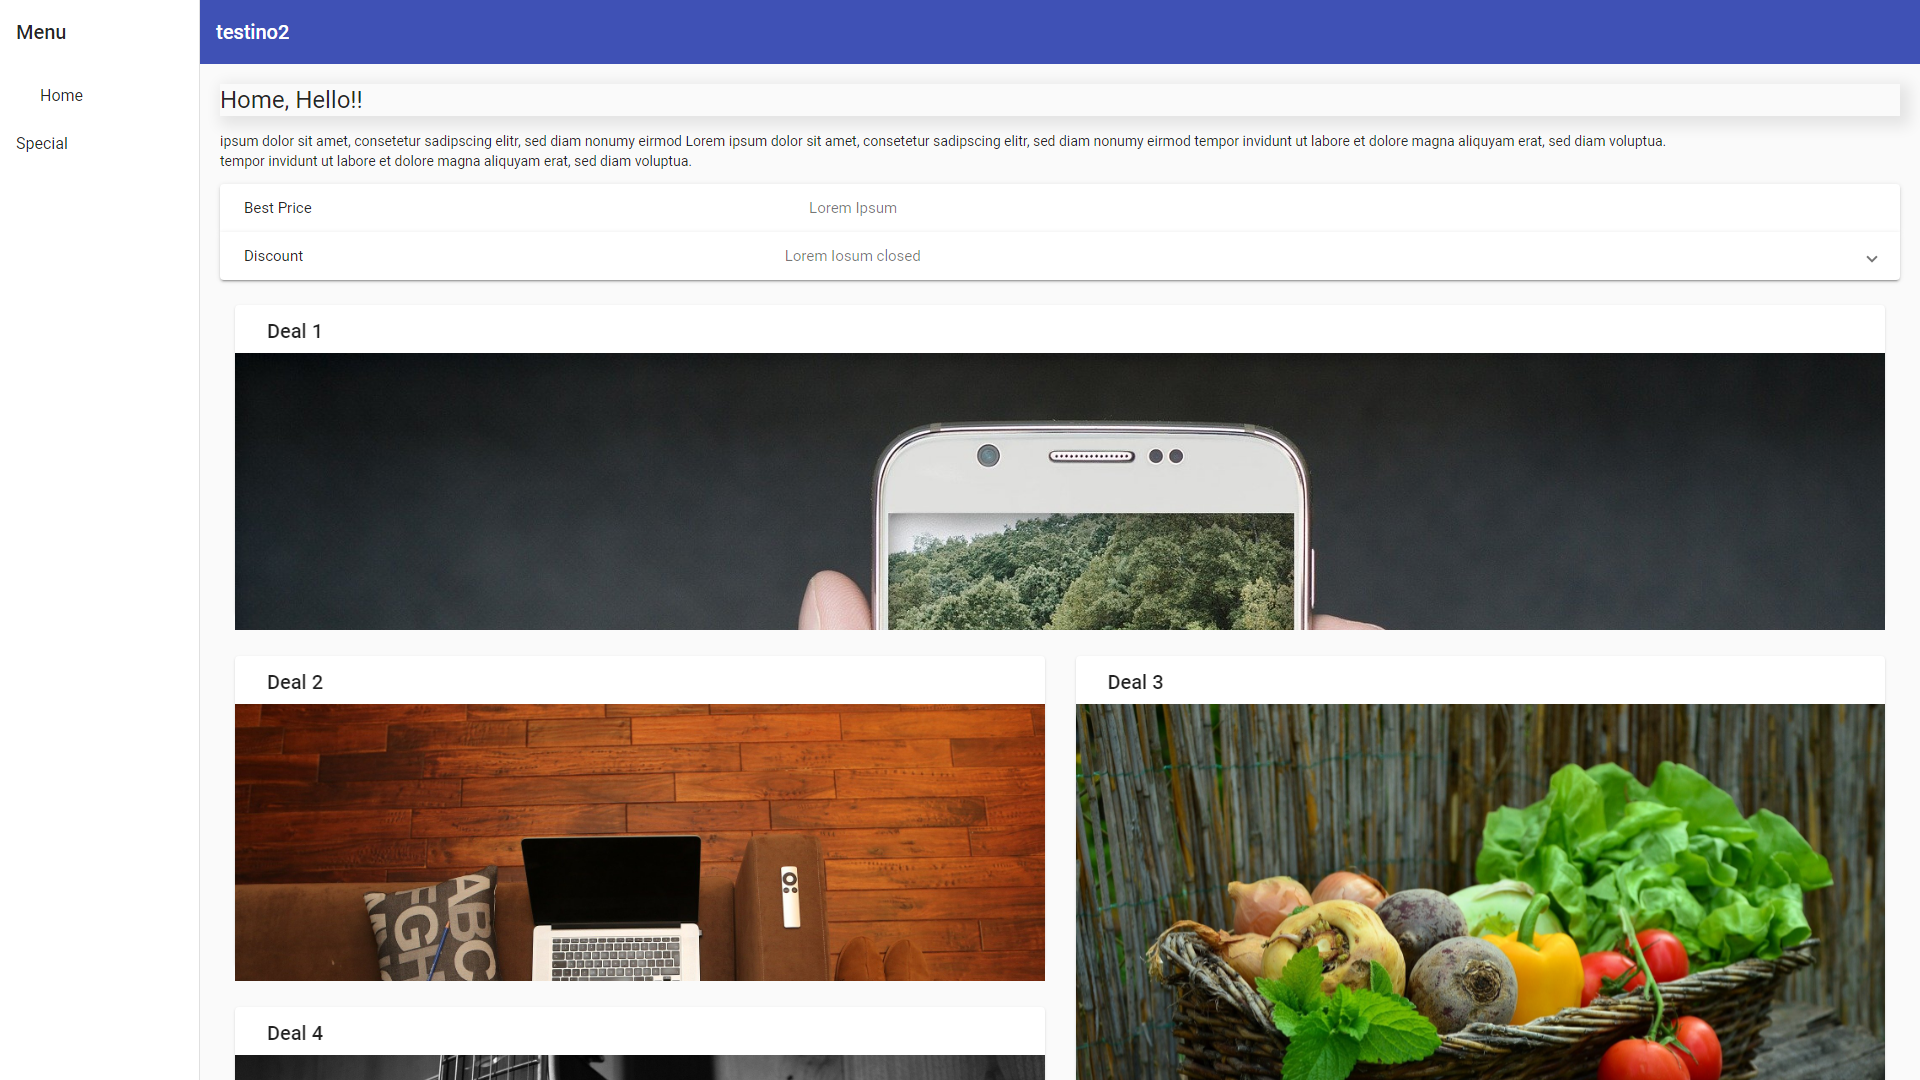 Menu
testino2
Home
Special
Home, Hello!!
ipsum dolor sit amet, consetetur sadipscing elitr, sed diam nonumy eirmod Lorem ipsum dolor sit amet, consetetur sadipscing elitr, sed diam nonumy eirmod tempor invidunt ut labore et dolore magna aliquyam erat, sed diam voluptua.
tempor invidunt ut labore et dolore magna aliquyam erat, sed diam voluptua.
Best Price Lorem Ipsum
Discount Lorem Iosum closed
Deal 1
Deal 2
Deal 3
ABC
FGH
Deal 4